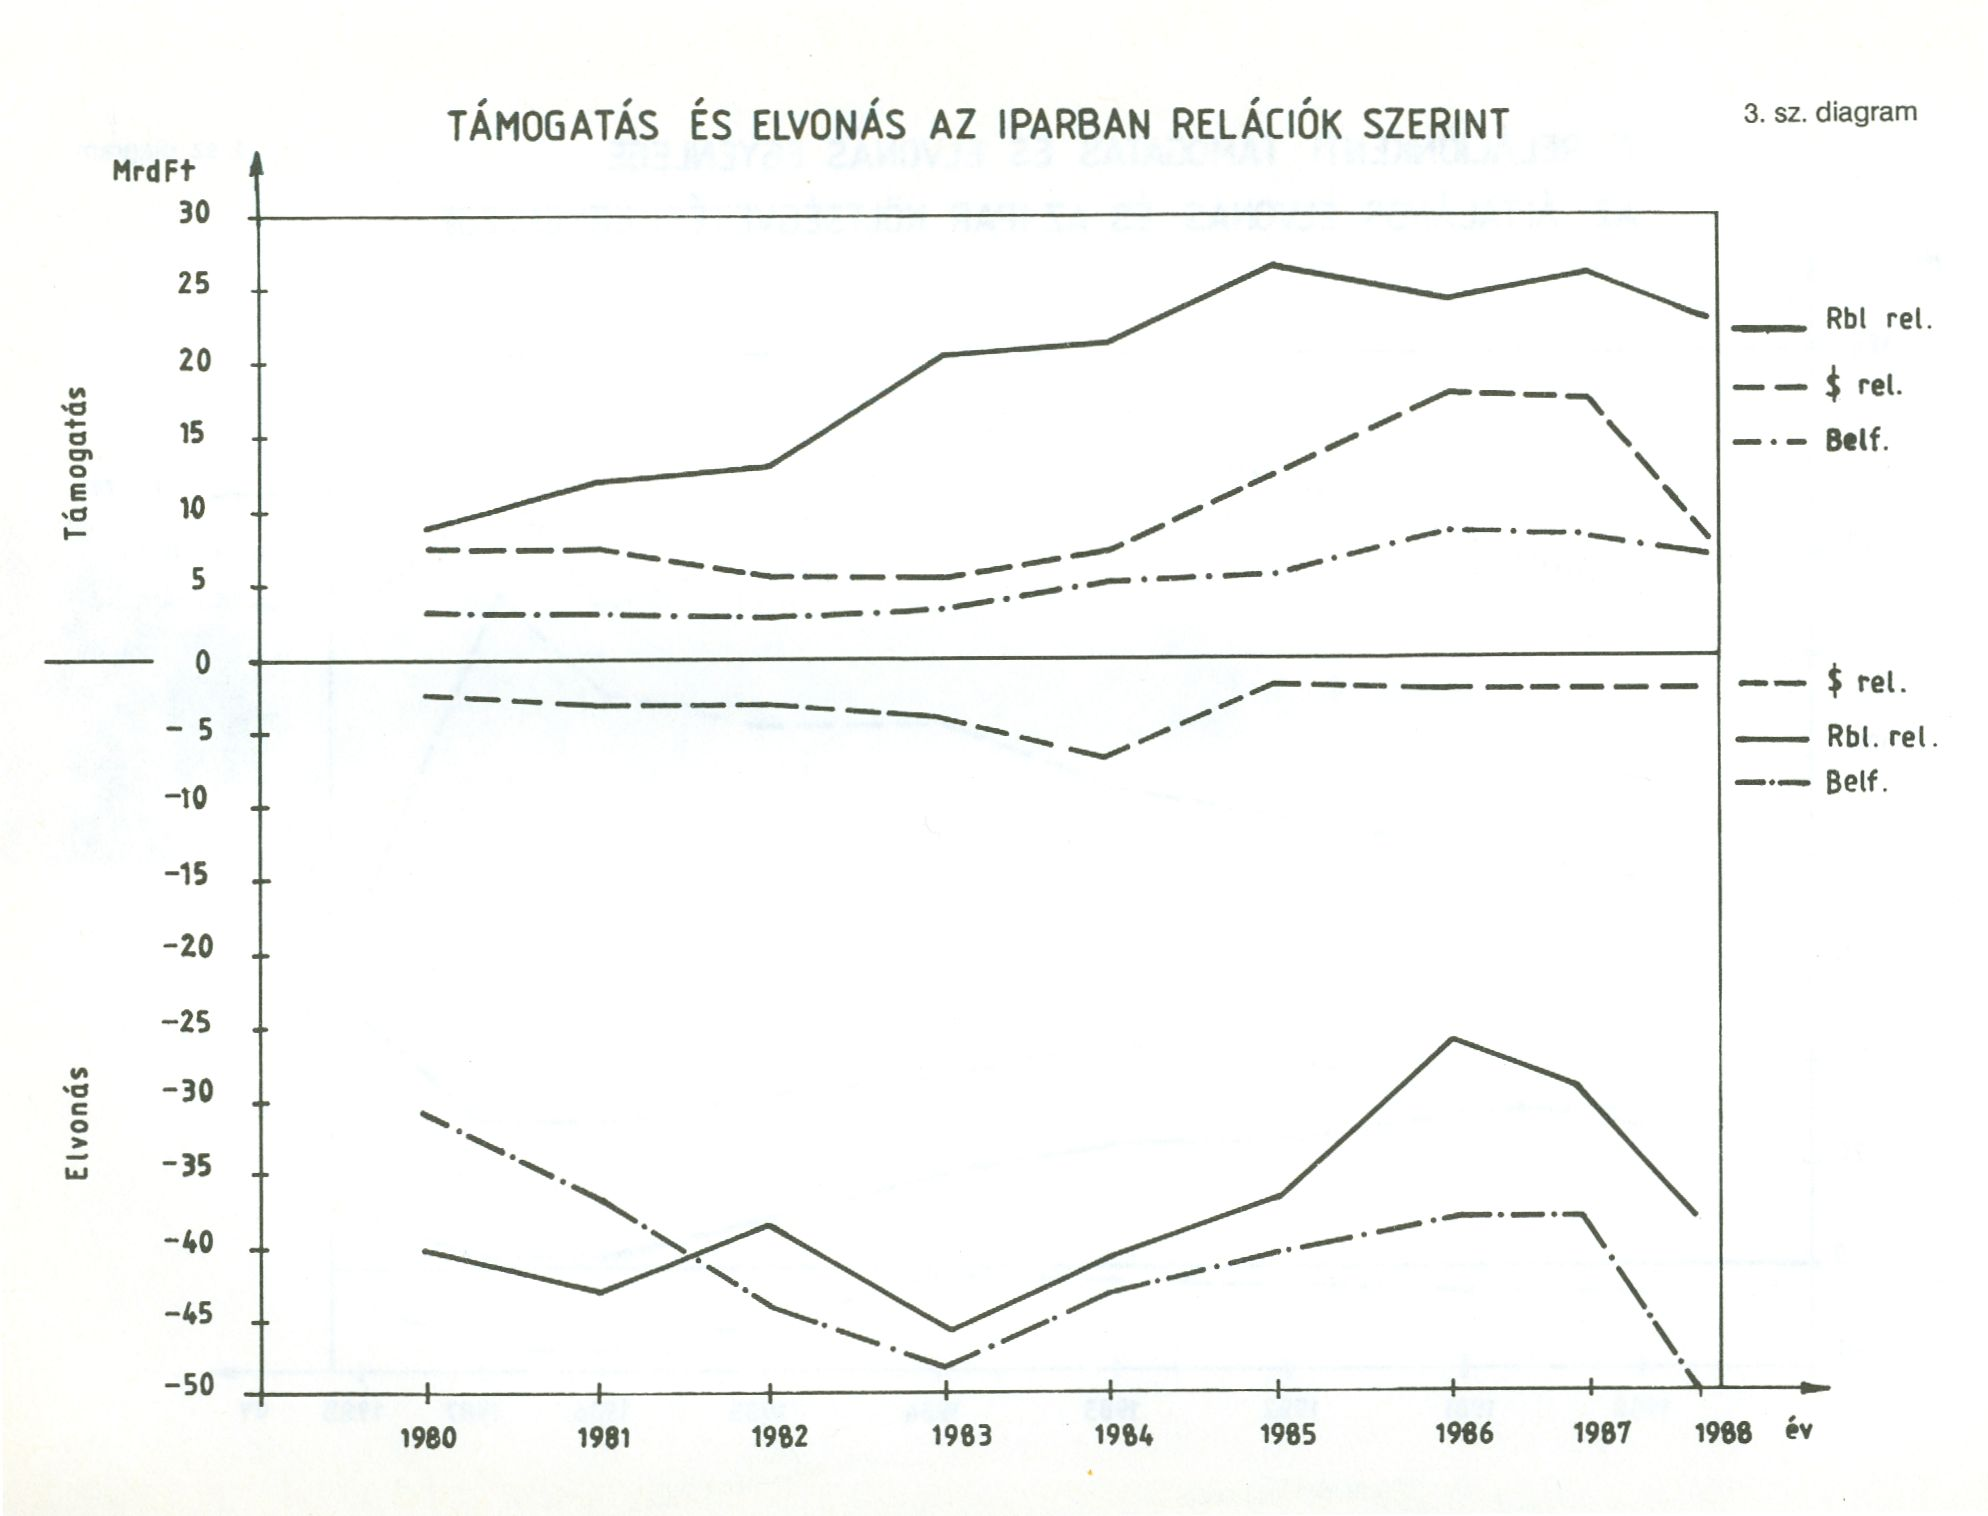 TÁMOGATÁS ÉS ELVONÁS AZ IPARBAN RELÁCIÓK SZERINT
3. sz. diagram
MrdFt
30
25
20
15
10
5
0
-5
-10
-15
-20
-25
-30
-35
-40
-45
-50
Támogatás
Elvonás
Rbl rel.
$ rel.
Belf.
$ rel.
Rbl. rel.
Belf.
1980 1981 1982 1983 1984 1985 1986 1987 1988 év